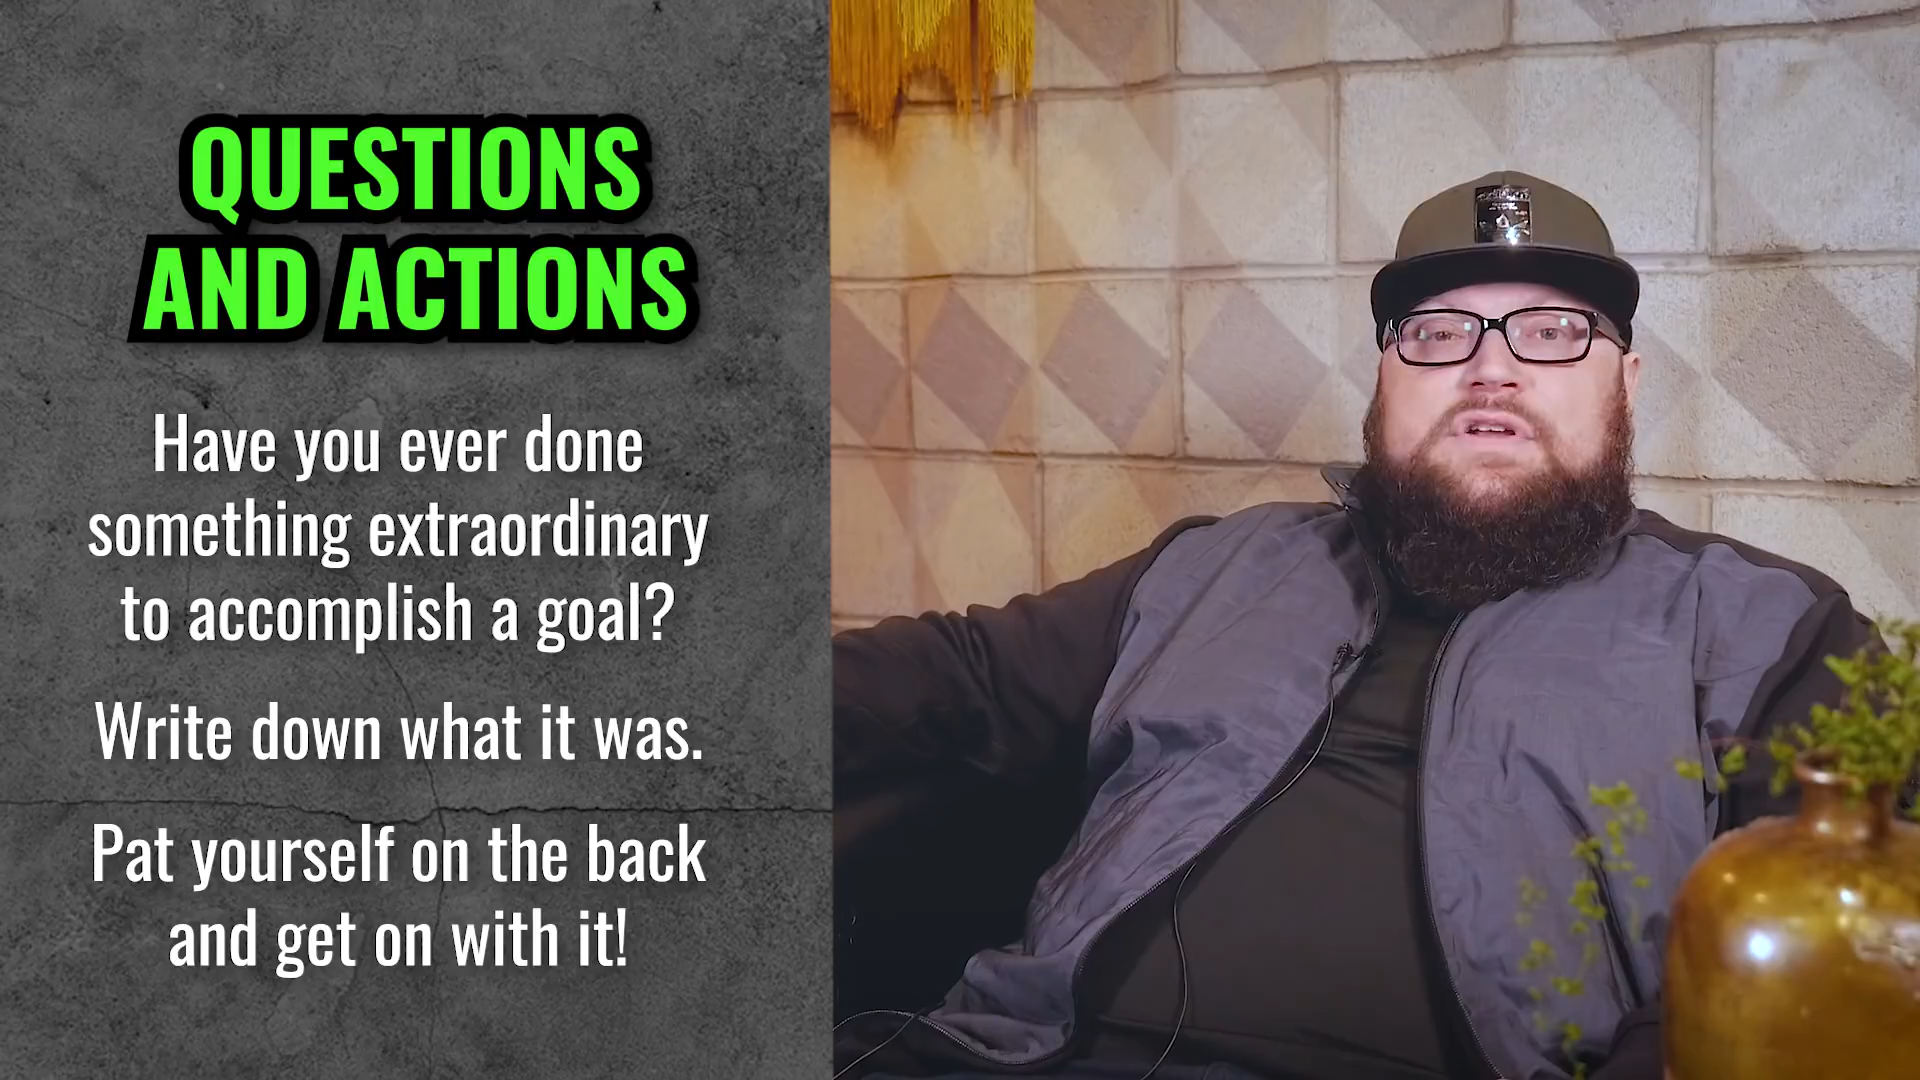 QUESTIONS
AND ACTIONS
Have you ever done
something extraordinary
to accomplish a goal?
Write down what it was.
Pat yourself on the back
and get on with it!